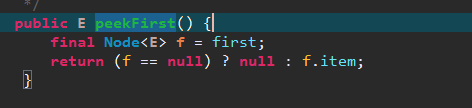 */
public E peekFirst() {
final Node<E> f = first;
return (f == null) ? null : f.item;
}